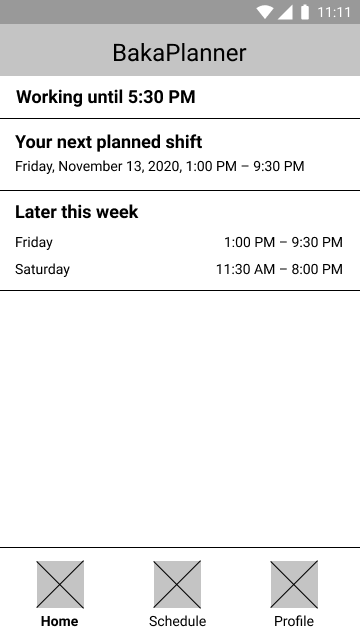 11:11
BakaPlanner
Working until 5:30 PM
Your next planned shift
Friday, November 13, 2020, 1:00 PM – 9:30 PM
Later this week
Friday 1:00 PM – 9:30 PM
Saturday 11:30 AM – 8:00 PM
Home Schedule Profile